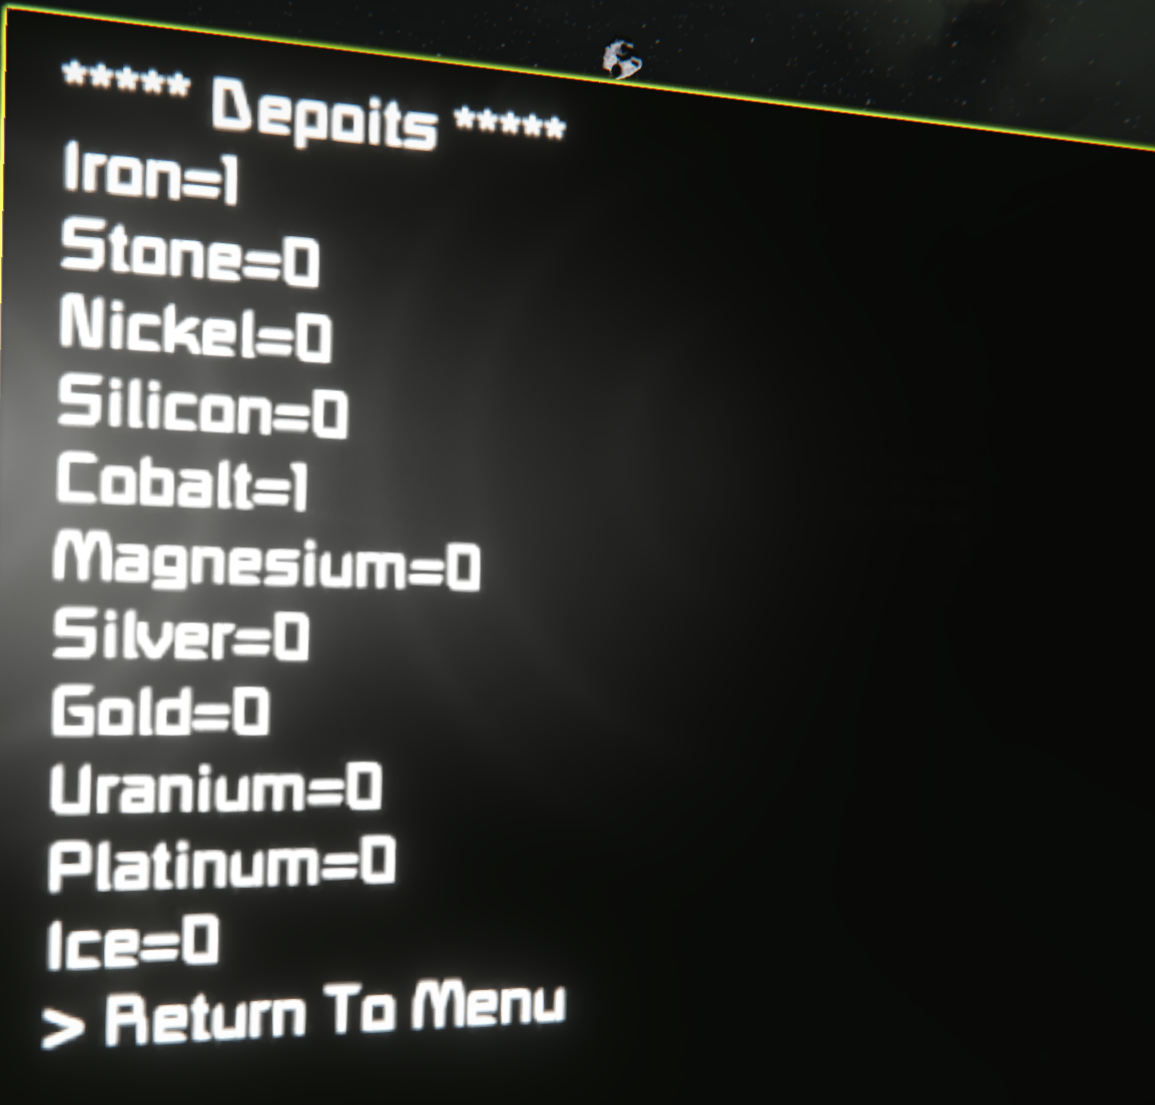 ***** Depoits *****
Iron=1
Stone=0
Nickel=0
Silicon=0
Cobalt=1
Magnesium=0
Silver=0
Gold=0
Uranium=0
Platinum=0
Ice=0
> Return To Menu